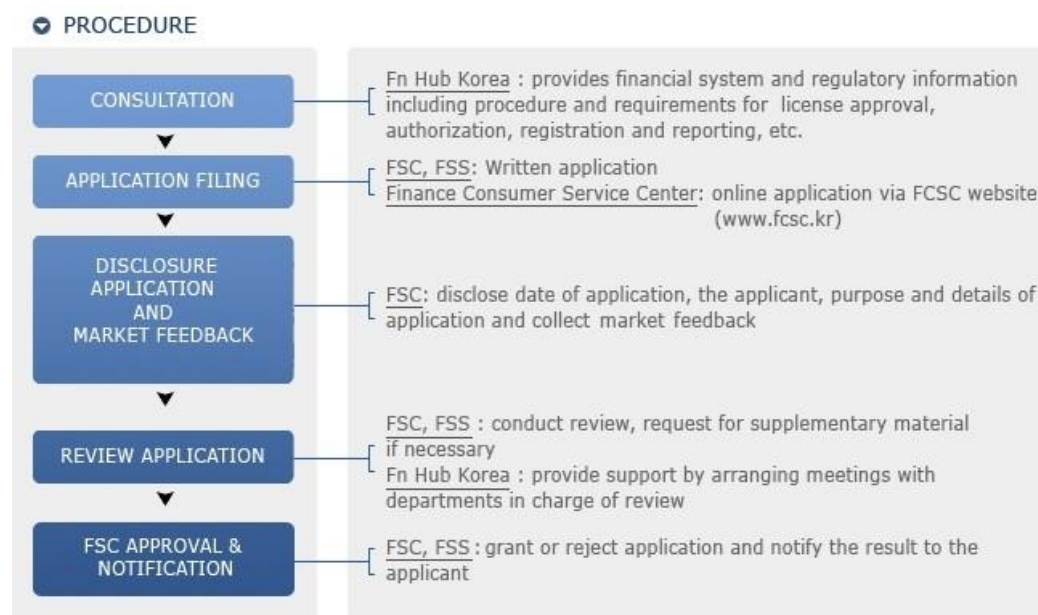 PROCEDURE
CONSULTATION
Fn Hub Korea : provides financial system and regulatory information
including procedure and requirements for license approval,
authorization, registration and reporting, etc.
APPLICATION FILING
FSC, FSS: Written application
Finance Consumer Service Center: online application via FCSC website
(www.fcsc.kr)
DISCLOSURE
APPLICATION
AND
MARKET FEEDBACK
FSC: disclose date of application, the applicant, purpose and details of
application and collect market feedback
REVIEW APPLICATION
FSC, FSS : conduct review, request for supplementary material
if necessary
Fn Hub Korea : provide support by arranging meetings with
departments in charge of review
FSC APPROVAL &
NOTIFICATION
FSC, FSS : grant or reject application and notify the result to the
applicant